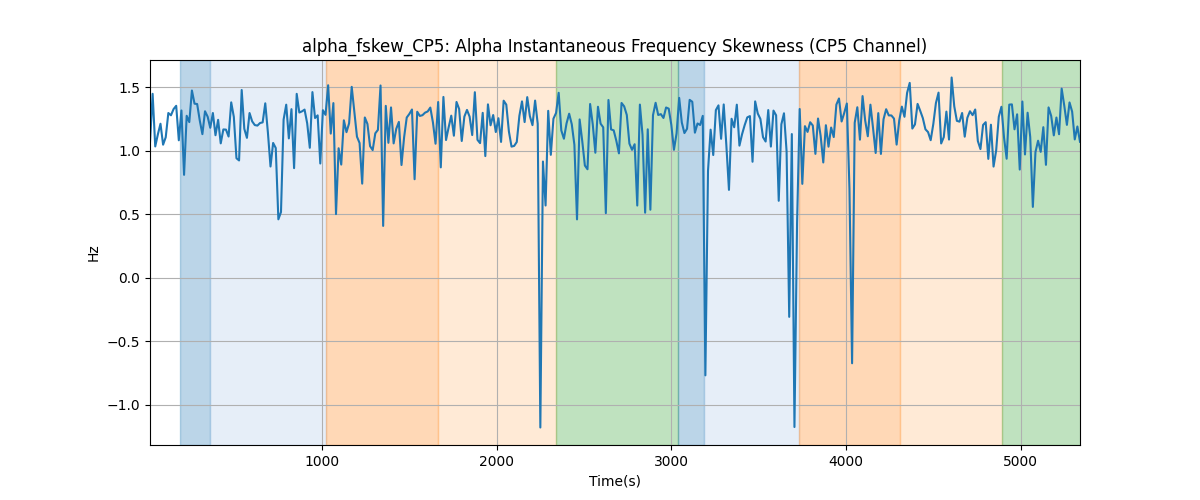 alpha_fskew_CP5: Alpha Instantaneous Frequency Skewness (CP5 Channel)
1.5
1.0
0.5
0.0
−0.5
−1.0
Hz
1000 2000 3000 4000 5000
Time(s)